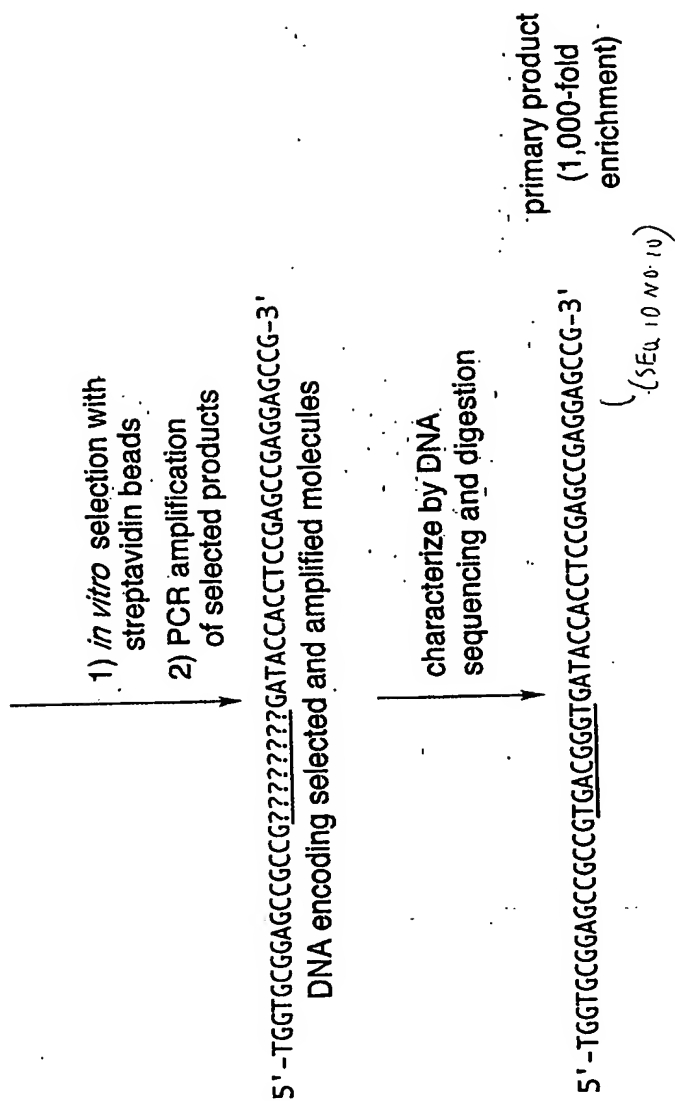 1) in vitro selection with
streptavidin beads
2) PCR amplification
of selected products
5'-TGGTGCGGAGCCGCCG????????GATACCACCTCCGAGCCGAGGAGCCG-3'
DNA encoding selected and amplified molecules
characterize by DNA
sequencing and digestion
primary product
(1,000-fold
enrichment)
5'-TGGTGCGGAGCCGCCGTGACGGGTGATACCACCTCCGAGCCGAGGAGCCG-3'
(SEQ ID NO:10)